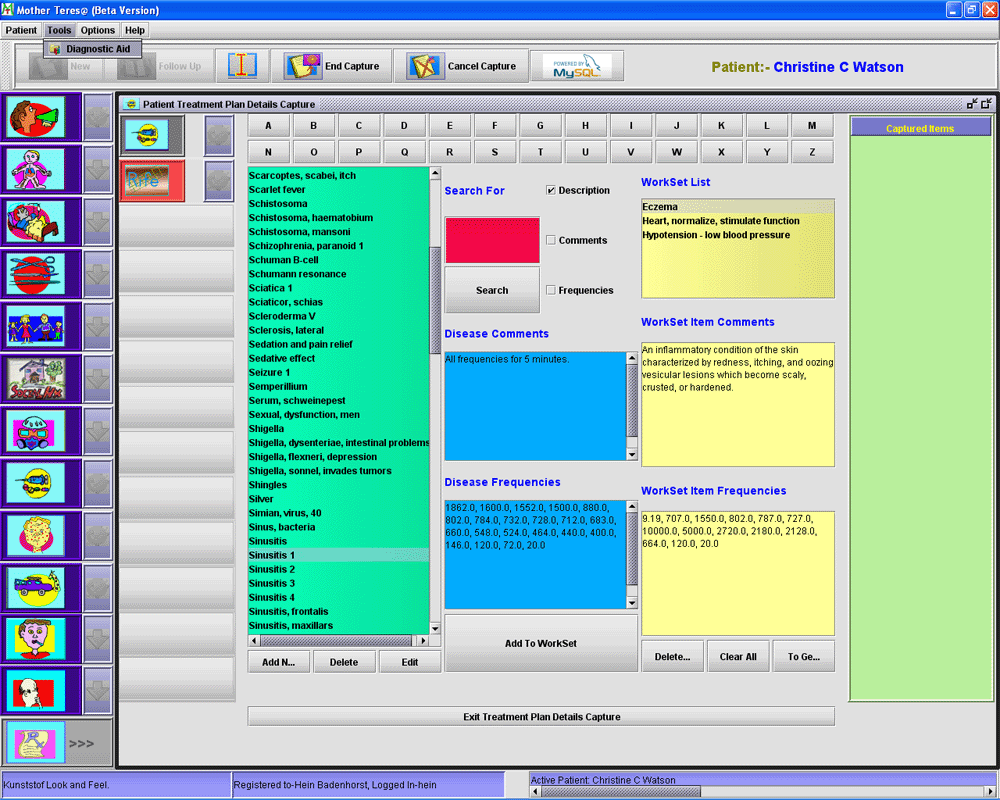 Mother Teres@ (Beta Version)
Patient Tools Options Help
Diagnostic Aid
New
Follow Up
End Capture
Cancel Capture
POWERED BY
MySQL
Patient:- Christine C Watson
Patient Treatment Plan Details Capture
A B C D E F G H I J K L M
N O P Q R S T U V W X Y Z
Rife
Scarcoptes, scabei, itch
Scarlet fever
Schistosoma
Schistosoma, haematobium
Schistosoma, mansoni
Schizophrenia, paranoid 1
Schuman B-cell
Schumann resonance
Sciatica 1
Sciaticor, schias
Scleroderma V
Sclerosis, lateral
Sedation and pain relief
Sedative effect
Seizure 1
Semperillium
Serum, schweinepest
Sexual, dysfunction, men
Shigella
Shigella, dysenteriae, intestinal problems
Shigella, flexneri, depression
Shigella, sonnel, invades tumors
Shingles
Silver
Simian, virus, 40
Sinus, bacteria
Sinusitis
Sinusitis 1
Sinusitis 2
Sinusitis 3
Sinusitis 4
Sinusitis, frontalis
Sinusitis, maxillars
Add N...
Delete
Edit
Search For
Description
Comments
Search
Frequencies
Disease Comments
All frequencies for 5 minutes.
Disease Frequencies
1862.0, 1600.0, 1552.0, 1500.0, 880.0,
802.0, 784.0, 732.0, 728.0, 712.0, 683.0,
660.0, 548.0, 524.0, 464.0, 440.0, 400.0,
146.0, 120.0, 72.0, 20.0
Add To WorkSet
WorkSet List
Eczema
Heart, normalize, stimulate function
Hypotension - low blood pressure
WorkSet Item Comments
An inflammatory condition of the skin
characterized by redness, itching, and oozing
vesicular lesions which become scaly,
crusted, or hardened.
WorkSet Item Frequencies
9.19, 707.0, 1550.0, 802.0, 787.0, 727.0,
10000.0, 5000.0, 2720.0, 2180.0, 2128.0,
664.0, 120.0, 20.0
Delete...
Clear All
To Ge...
Captured Items
Exit Treatment Plan Details Capture
>>>
Kunststof Look and Feel.
Registered to-Hein Badenhorst, Logged In-hein
Active Patient: Christine C Watson